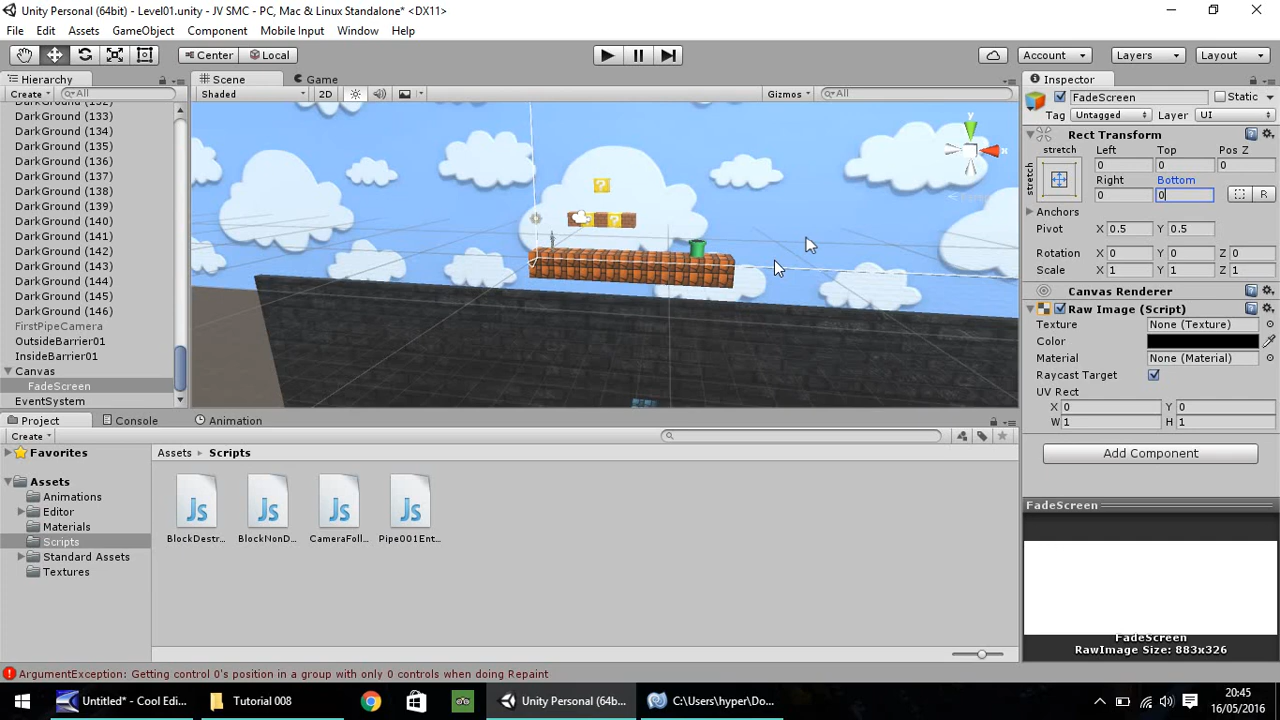 Unity Personal (64bit) - Level01.unity - JV SMC - PC, Mac & Linux Standalone* <DX11>
File Edit Assets GameObject Component Mobile Input Window Help
Center Local Account Layers Layout
Hierarchy
Create All
DarkGround (132)
DarkGround (133)
DarkGround (134)
DarkGround (135)
DarkGround (136)
DarkGround (137)
DarkGround (138)
DarkGround (139)
DarkGround (140)
DarkGround (141)
DarkGround (142)
DarkGround (143)
DarkGround (144)
DarkGround (145)
DarkGround (146)
FirstPipeCamera
OutsideBarrier01
InsideBarrier01
Canvas
FadeScreen
EventSystem
Scene Game
Shaded 2D Gizmos All
y
x
Inspector
FadeScreen Static
Tag Untagged Layer UI
Rect Transform
stretch Left Top Pos Z
stretch 0 0 0
Right Bottom
0 0 R
Anchors
Pivot X 0.5 Y 0.5
Rotation X 0 Y 0 Z 0
Scale X 1 Y 1 Z 1
Canvas Renderer
Raw Image (Script)
Texture None (Texture)
Color
Material None (Material)
Raycast Target
UV Rect
X 0 Y 0
W 1 H 1
Add Component
FadeScreen
FadeScreen
RawImage Size: 883x326
Project Console Animation
Create
Favorites
Assets
Animations
Editor
Materials
Scripts
Standard Assets
Textures
Assets Scripts
Js Js Js Js
BlockDestr... BlockNonD... CameraFoll... Pipe001Ent...
ArgumentException: Getting control 0's position in a group with only 0 controls when doing Repaint
Untitled* - Cool Edi... Tutorial 008 Unity Personal (64b... C:\Users\hyper\Do...
20:45
16/05/2016